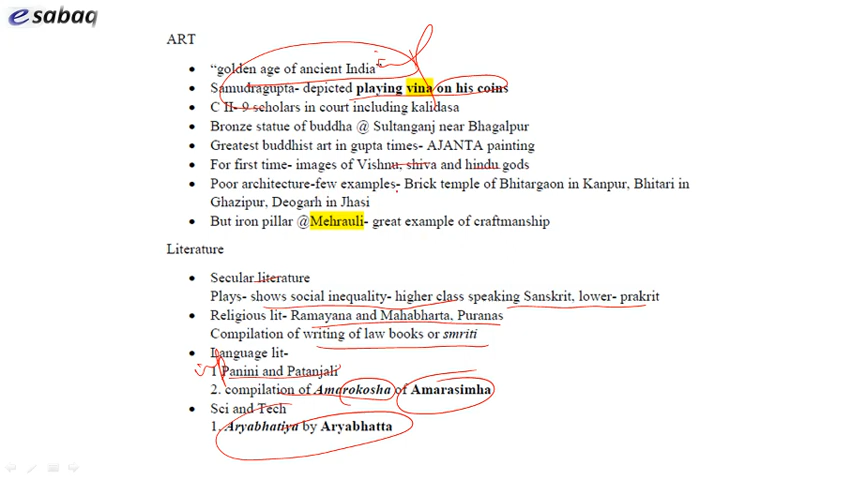 esabaq
ART
“golden age of ancient India”
Samudragupta- depicted playing vina on his coins
C II- 9 scholars in court including kalidasa
Bronze statue of buddha @ Sultanganj near Bhagalpur
Greatest buddhist art in gupta times- AJANTA painting
For first time- images of Vishnu, shiva and hindu gods
Poor architecture-few examples- Brick temple of Bhitargaon in Kanpur, Bhitari in
Ghazipur, Deogarh in Jhasi
But iron pillar @Mehrauli- great example of craftmanship
Literature
Secular literature
Plays- shows social inequality- higher class speaking Sanskrit, lower- prakrit
Religious lit- Ramayana and Mahabharta, Puranas
Compilation of writing of law books or smriti
Language lit-
1 Panini and Patanjali
2. compilation of Amarokosha of Amarasimha
Sci and Tech
1. Aryabhatiya by Aryabhatta